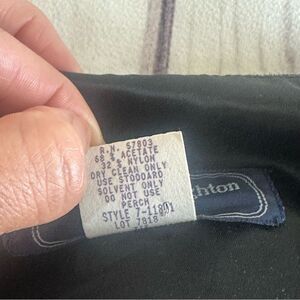 R.N. 57803
68% ACETATE
32% NYLON
DRY CLEAN ONLY
USE STODDARD
SOLVENT ONLY
DO NOT USE
PERCH
STYLE 7-11801
LOT 7818
ghton